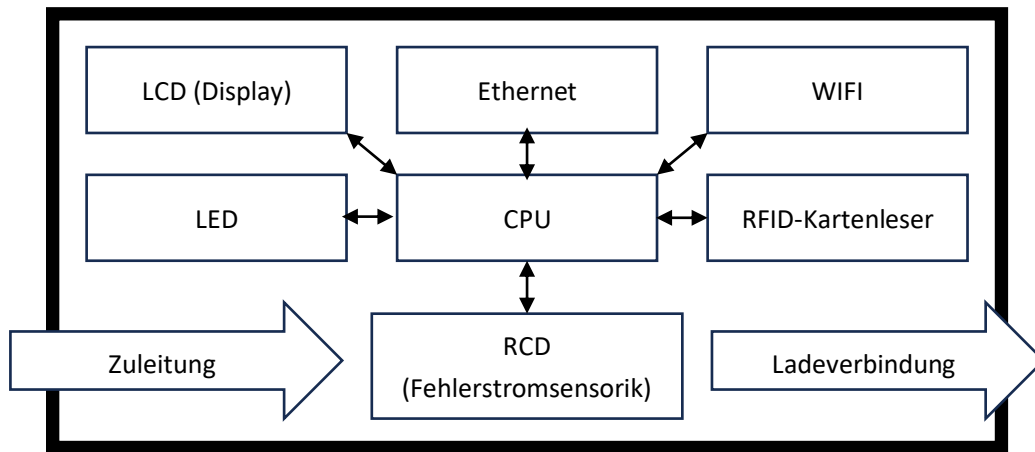 LCD (Display)
Ethernet
WIFI
LED
CPU
RFID-Kartenleser
Zuleitung
RCD
(Fehlerstromsensorik)
Ladeverbindung